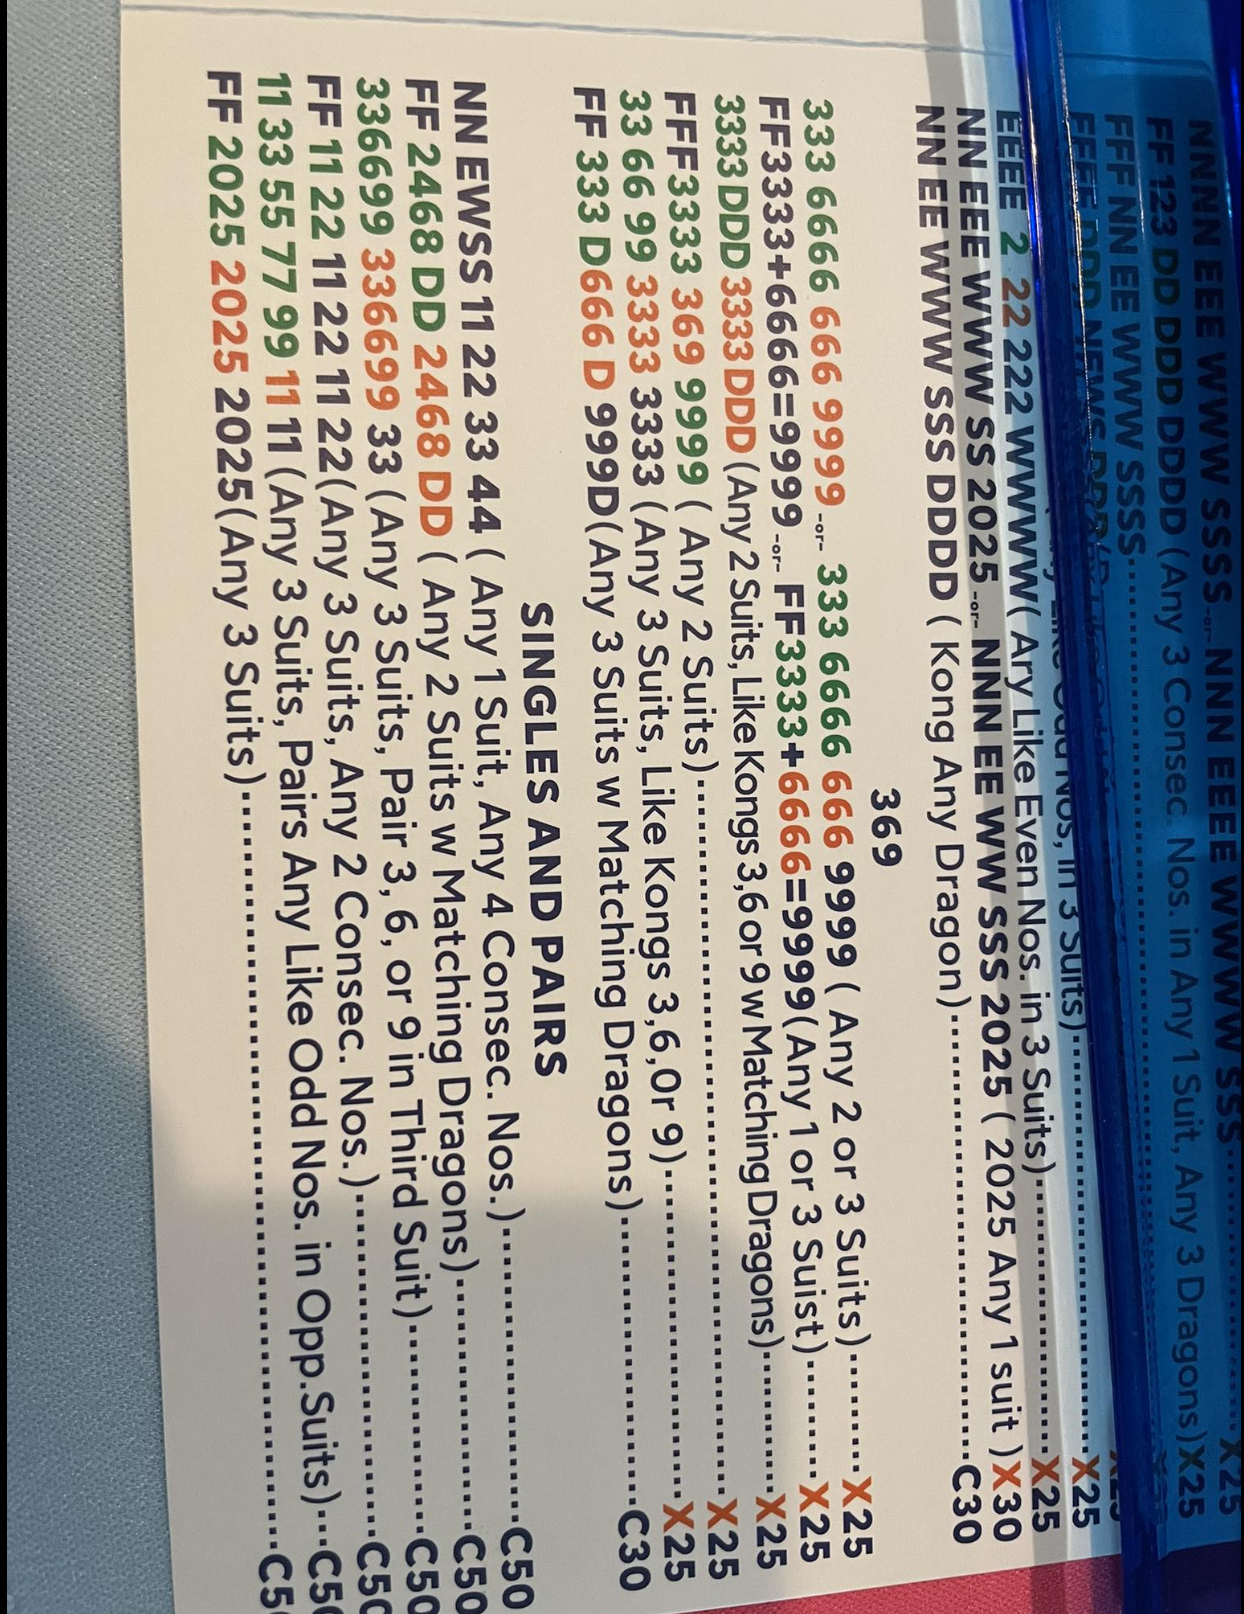 NNNN EEE WWW SSSS -or- NNN EEEE WWWW SSS.......... X25
FF 123 DD DDD DDDD (Any 3 Consec. Nos. in Any 1 Suit, Any 3 Dragons) X25
FFF NN EE WWW SSSS..........
Nos, in 3 Suits).......... X25
EEEE 2 22 222 WWWW( Ary Like Even Nos. in 3 Suits).......... X25
NN EEE WWW SS 2025 -or- NNN EE WW SSS 2025 ( 2025 Any 1 suit ) X30
NN EE WWW SSS DDDD ( Kong Any Dragon).......... C30
369
333 6666 666 9999 -or- 333 6666 666 9999 ( Any 2 or 3 Suits).......... X25
FF3333+6666=9999 -or- FF3333+6666=9999(Any 1 or 3 Suist).......... X25
3333 DDD 3333 DDD (Any 2 Suits, Like Kongs 3,6 or 9 w Matching Dragons).......... X25
FFF3333 369 9999 ( Any 2 Suits).......... X25
33 66 99 3333 3333 (Any 3 Suits, Like Kongs 3,6,Or 9).......... X25
FF 333 D666 D 999D(Any 3 Suits w Matching Dragons).......... C30
SINGLES AND PAIRS
NN EWSS 11 22 33 44 ( Any 1 Suit, Any 4 Consec. Nos.).......... C50
FF 2468 DD 2468 DD ( Any 2 Suits w Matching Dragons).......... C50
336699 336699 33 (Any 3 Suits, Pair 3, 6, or 9 in Third Suit).......... C50
FF 11 22 11 22 11 22(Any 3 Suits, Any 2 Consec. Nos.).......... C50
11 33 55 77 99 11 11 (Any 3 Suits, Pairs Any Like Odd Nos. in Opp.Suits)... C50
FF 2025 2025 2025(Any 3 Suits).......... C5